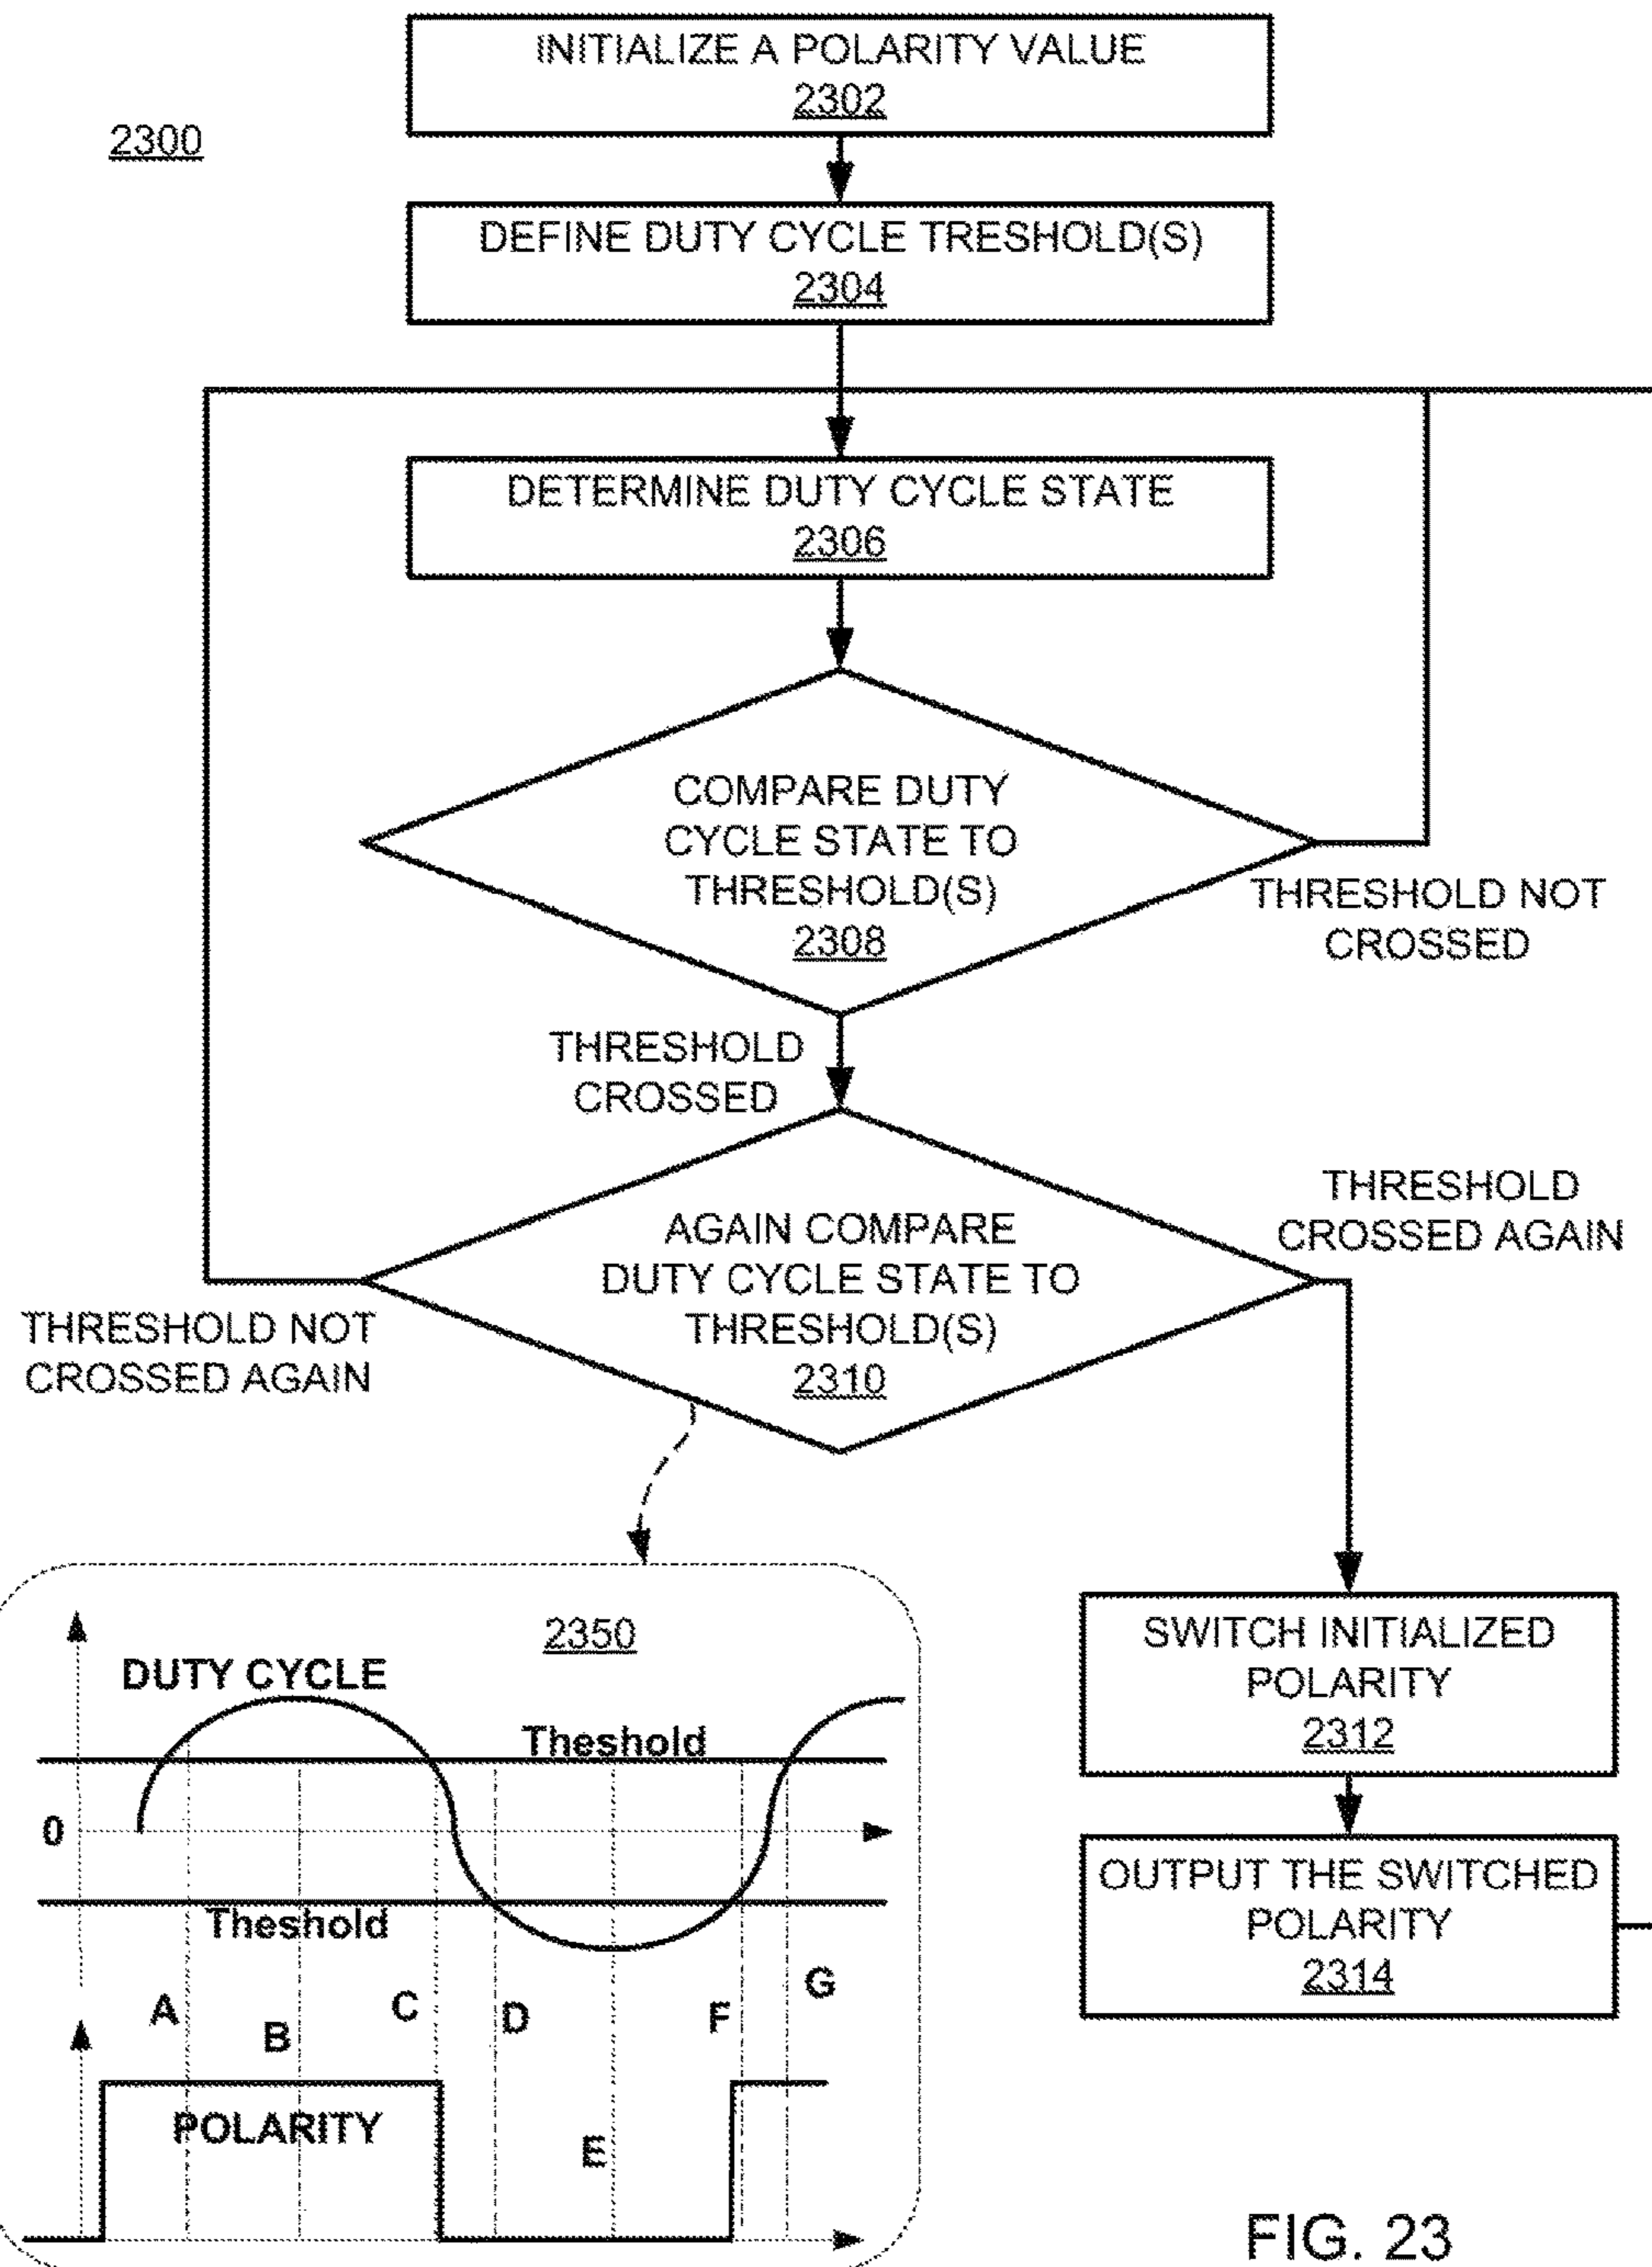 INITIALIZE A POLARITY VALUE
2302
2300
DEFINE DUTY CYCLE TRESHOLD(S)
2304
DETERMINE DUTY CYCLE STATE
2306
COMPARE DUTY
CYCLE STATE TO
THRESHOLD(S)
2308
THRESHOLD NOT
CROSSED
THRESHOLD
CROSSED
THRESHOLD
CROSSED AGAIN
AGAIN COMPARE
DUTY CYCLE STATE TO
THRESHOLD(S)
2310
THRESHOLD NOT
CROSSED AGAIN
2350
DUTY CYCLE
Theshold
0
Theshold
A
B
C
D
E
F
G
POLARITY
SWITCH INITIALIZED
POLARITY
2312
OUTPUT THE SWITCHED
POLARITY
2314
FIG. 23